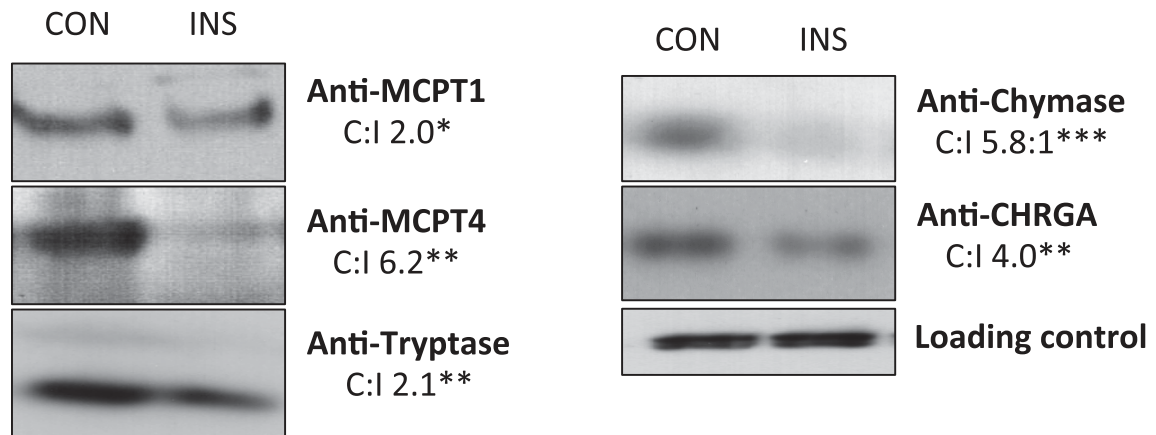 CON INS
Anti-MCPT1
C:I 2.0*
Anti-MCPT4
C:I 6.2**
Anti-Tryptase
C:I 2.1**
CON INS
Anti-Chymase
C:I 5.8:1***
Anti-CHRGA
C:I 4.0**
Loading control